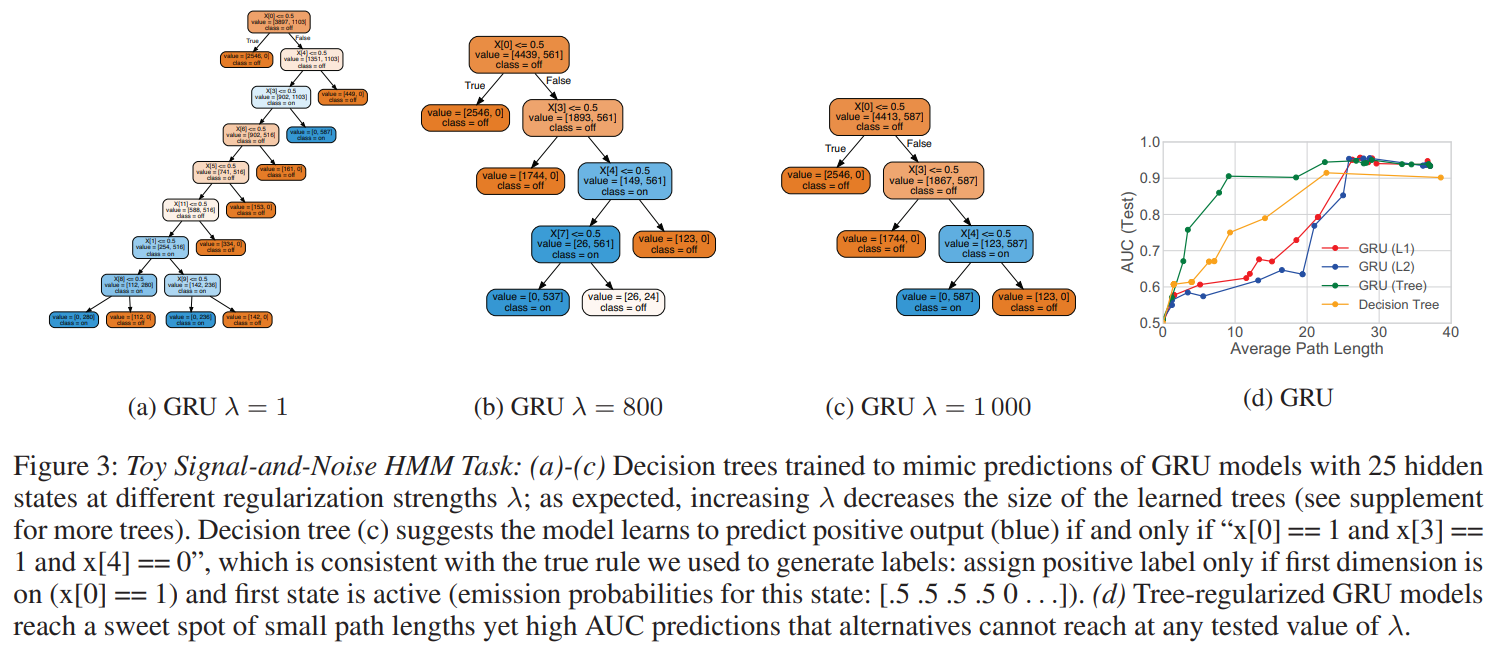 X[0] <= 0.5
value = [3897, 1103]
class = off
True
False
value = [2546, 0]
class = off
X[4] <= 0.5
value = [1351, 1103]
class = off
X[3] <= 0.5
value = [902, 1103]
class = on
value = [449, 0]
class = off
X[6] <= 0.5
value = [902, 516]
class = off
value = [0, 587]
class = on
X[5] <= 0.5
value = [741, 516]
class = off
value = [161, 0]
class = off
X[11] <= 0.5
value = [588, 516]
class = off
value = [153, 0]
class = off
X[1] <= 0.5
value = [254, 516]
class = on
value = [334, 0]
class = off
X[8] <= 0.5
value = [112, 280]
class = on
X[9] <= 0.5
value = [142, 236]
class = on
value = [0, 280]
class = on
value = [112, 0]
class = off
value = [0, 236]
class = on
value = [142, 0]
class = off
(a) GRU λ = 1
X[0] <= 0.5
value = [4439, 561]
class = off
True
False
value = [2546, 0]
class = off
X[3] <= 0.5
value = [1893, 561]
class = off
value = [1744, 0]
class = off
X[4] <= 0.5
value = [149, 561]
class = on
X[7] <= 0.5
value = [26, 561]
class = on
value = [123, 0]
class = off
value = [0, 537]
class = on
value = [26, 24]
class = off
(b) GRU λ = 800
X[0] <= 0.5
value = [4413, 587]
class = off
True
False
value = [2546, 0]
class = off
X[3] <= 0.5
value = [1867, 587]
class = off
value = [1744, 0]
class = off
X[4] <= 0.5
value = [123, 587]
class = on
value = [0, 587]
class = on
value = [123, 0]
class = off
(c) GRU λ = 1 000
AUC (Test)
1.0
0.9
0.8
0.7
0.6
0.5
GRU (L1)
GRU (L2)
GRU (Tree)
Decision Tree
0
10
20
30
40
Average Path Length
(d) GRU
Figure 3: Toy Signal-and-Noise HMM Task: (a)-(c) Decision trees trained to mimic predictions of GRU models with 25 hidden
states at different regularization strengths λ; as expected, increasing λ decreases the size of the learned trees (see supplement
for more trees). Decision tree (c) suggests the model learns to predict positive output (blue) if and only if “x[0] == 1 and x[3] ==
1 and x[4] == 0”, which is consistent with the true rule we used to generate labels: assign positive label only if first dimension is
on (x[0] == 1) and first state is active (emission probabilities for this state: [.5 .5 .5 .5 0 . . .]). (d) Tree-regularized GRU models
reach a sweet spot of small path lengths yet high AUC predictions that alternatives cannot reach at any tested value of λ.